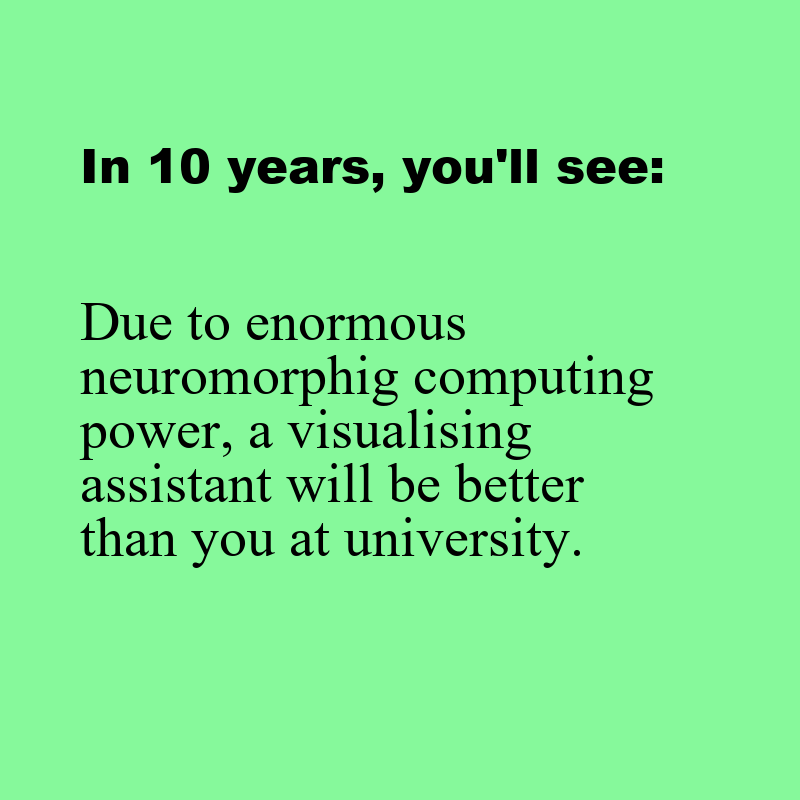 In 10 years, you'll see:
Due to enormous
neuromorphig computing
power, a visualising
assistant will be better
than you at university.